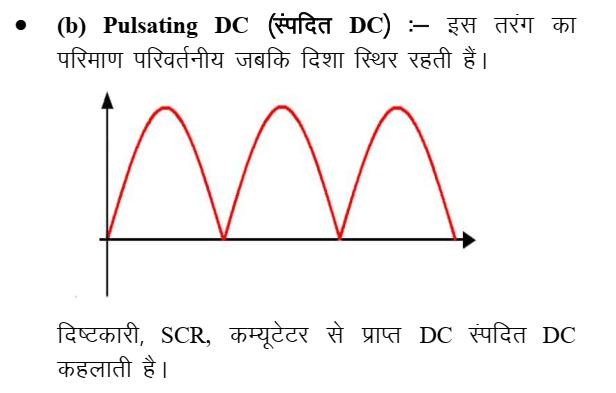 • (b) Pulsating DC (स्पंदित DC) :– इस तरंग का
परिमाण परिवर्तनीय जबकि दिशा स्थिर रहती हैं।
दिष्टकारी, SCR, कम्यूटेटर से प्राप्त DC स्पंदित DC
कहलाती है।